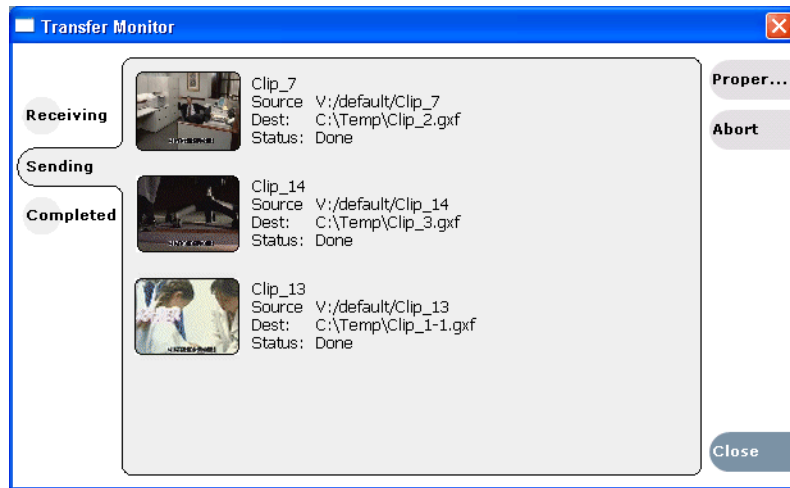 Transfer Monitor
Receiving
Sending
Completed
Clip_7
Source V:/default/Clip_7
Dest: C:\Temp\Clip_2.gxf
Status: Done
Clip_14
Source V:/default/Clip_14
Dest: C:\Temp\Clip_3.gxf
Status: Done
Clip_13
Source V:/default/Clip_13
Dest: C:\Temp\Clip_1-1.gxf
Status: Done
Proper...
Abort
Close